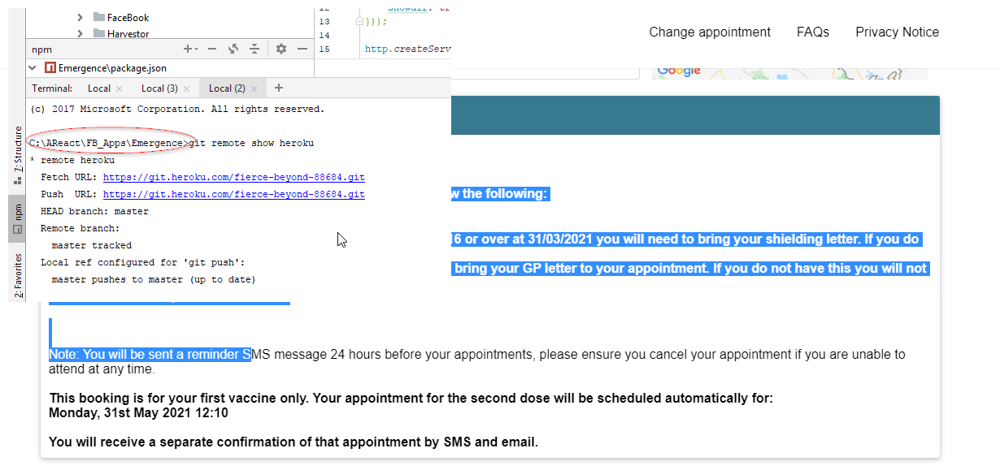 FaceBook
Harvestor
npm
Emergence\package.json
Terminal: Local × Local (3) × Local (2) × +
(c) 2017 Microsoft Corporation. All rights reserved.
C:\AReact\FB_Apps\Emergence>git remote show heroku
* remote heroku
Fetch URL: https://git.heroku.com/fierce-beyond-88684.git
Push URL: https://git.heroku.com/fierce-beyond-88684.git
HEAD branch: master
Remote branch:
master tracked
Local ref configured for 'git push':
master pushes to master (up to date)
7: Structure
npm
2: Favorites
13 }));
14
15 http.createServ
Change appointment FAQs Privacy Notice
Google
w the following:
16 or over at 31/03/2021 you will need to bring your shielding letter. If you do
bring your GP letter to your appointment. If you do not have this you will not
Note: You will be sent a reminder SMS message 24 hours before your appointments, please ensure you cancel your appointment if you are unable to
attend at any time.
This booking is for your first vaccine only. Your appointment for the second dose will be scheduled automatically for:
Monday, 31st May 2021 12:10
You will receive a separate confirmation of that appointment by SMS and email.